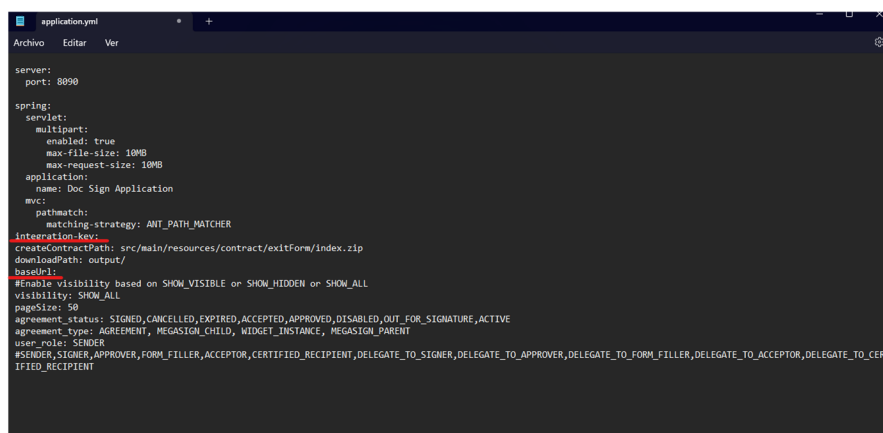 application.yml
Archivo Editar Ver
server:
  port: 8090

spring:
  servlet:
    multipart:
      enabled: true
      max-file-size: 10MB
      max-request-size: 10MB
  application:
    name: Doc Sign Application
  mvc:
    pathmatch:
      matching-strategy: ANT_PATH_MATCHER
integration-key:
createContractPath: src/main/resources/contract/exitForm/index.zip
downloadPath: output/
baseUrl:
#Enable visibility based on SHOW_VISIBLE or SHOW_HIDDEN or SHOW_ALL
visibility: SHOW_ALL
pageSize: 50
agreement_status: SIGNED,CANCELLED,EXPIRED,ACCEPTED,APPROVED,DISABLED,OUT_FOR_SIGNATURE,ACTIVE
agreement_type: AGREEMENT, MEGASIGN_CHILD, WIDGET_INSTANCE, MEGASIGN_PARENT
user_role: SENDER
#SENDER,SIGNER,APPROVER,FORM_FILLER,ACCEPTOR,CERTIFIED_RECIPIENT,DELEGATE_TO_SIGNER,DELEGATE_TO_APPROVER,DELEGATE_TO_FORM_FILLER,DELEGATE_TO_ACCEPTOR,DELEGATE_TO_CER
IFIED_RECIPIENT